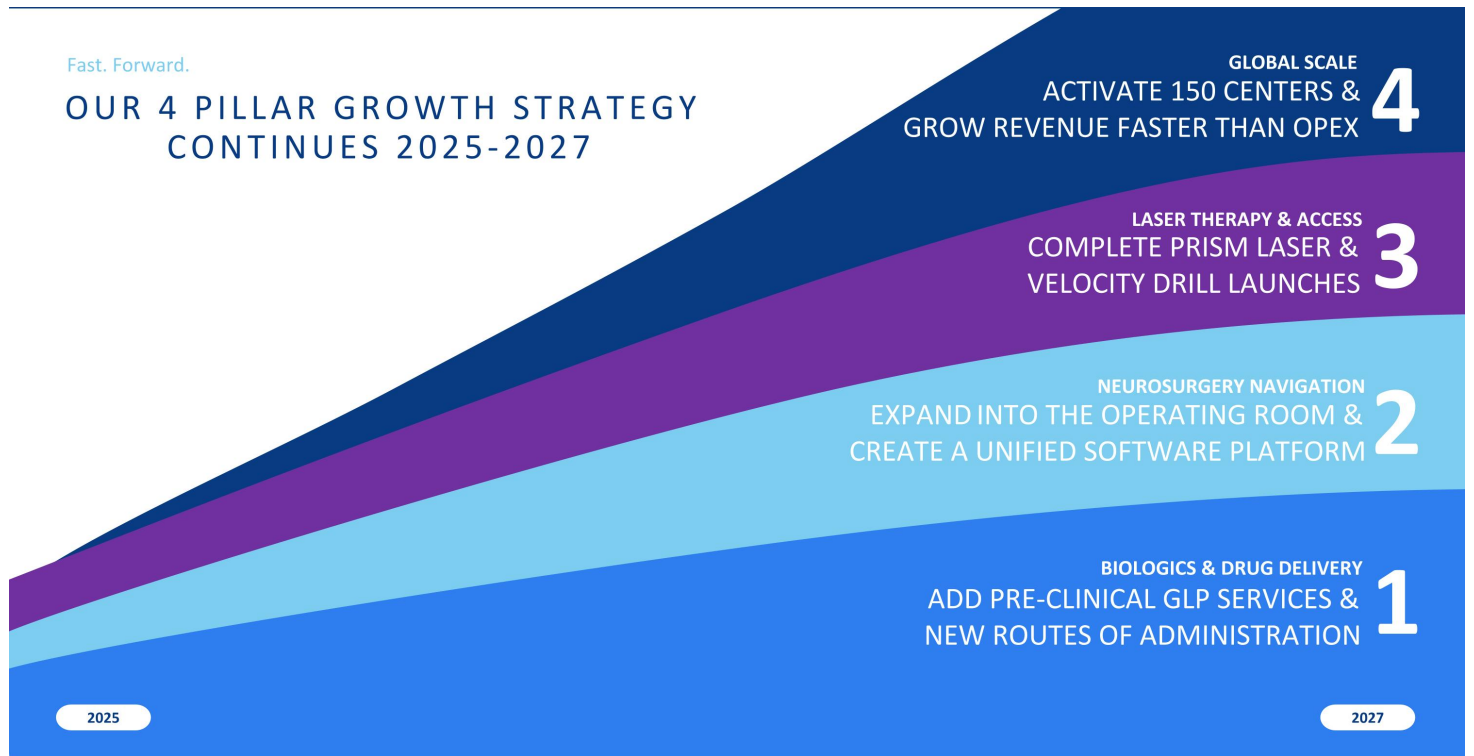 Fast. Forward.
OUR 4 PILLAR GROWTH STRATEGY
CONTINUES 2025-2027
GLOBAL SCALE
ACTIVATE 150 CENTERS &
GROW REVENUE FASTER THAN OPEX
4
LASER THERAPY & ACCESS
COMPLETE PRISM LASER &
VELOCITY DRILL LAUNCHES
3
NEUROSURGERY NAVIGATION
EXPAND INTO THE OPERATING ROOM &
CREATE A UNIFIED SOFTWARE PLATFORM
2
BIOLOGICS & DRUG DELIVERY
ADD PRE-CLINICAL GLP SERVICES &
NEW ROUTES OF ADMINISTRATION
1
2025
2027